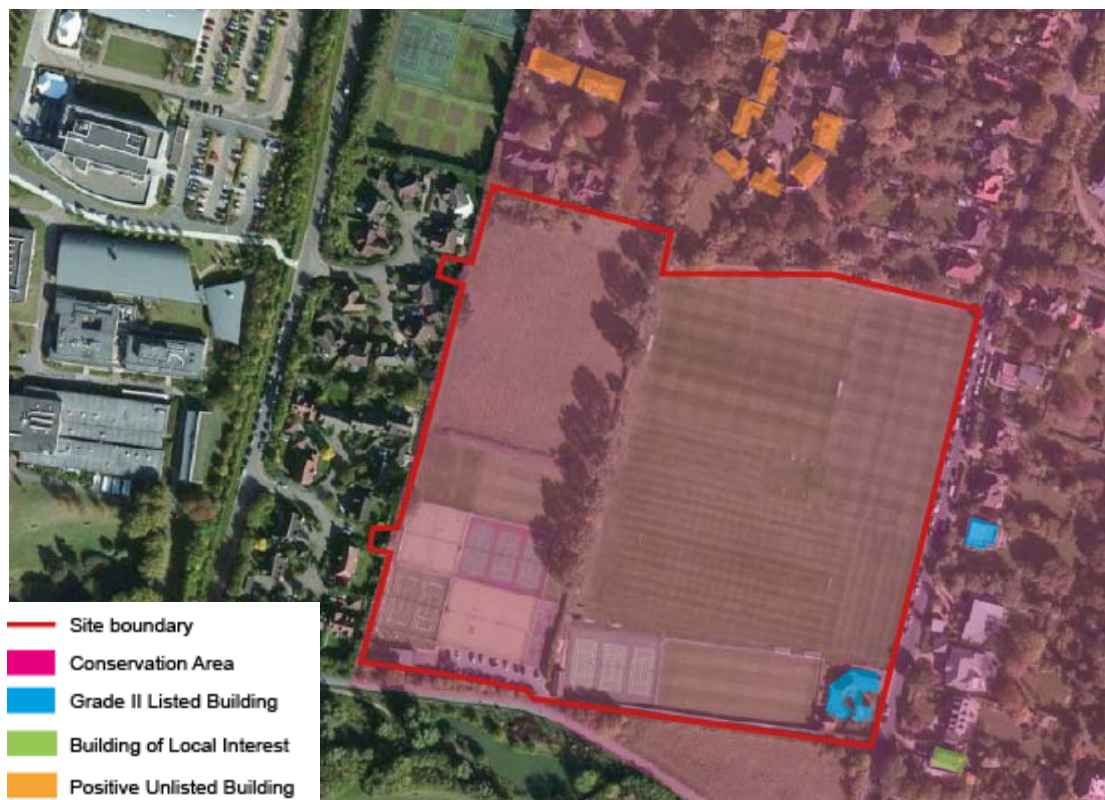 Site boundary
Conservation Area
Grade II Listed Building
Building of Local Interest
Positive Unlisted Building